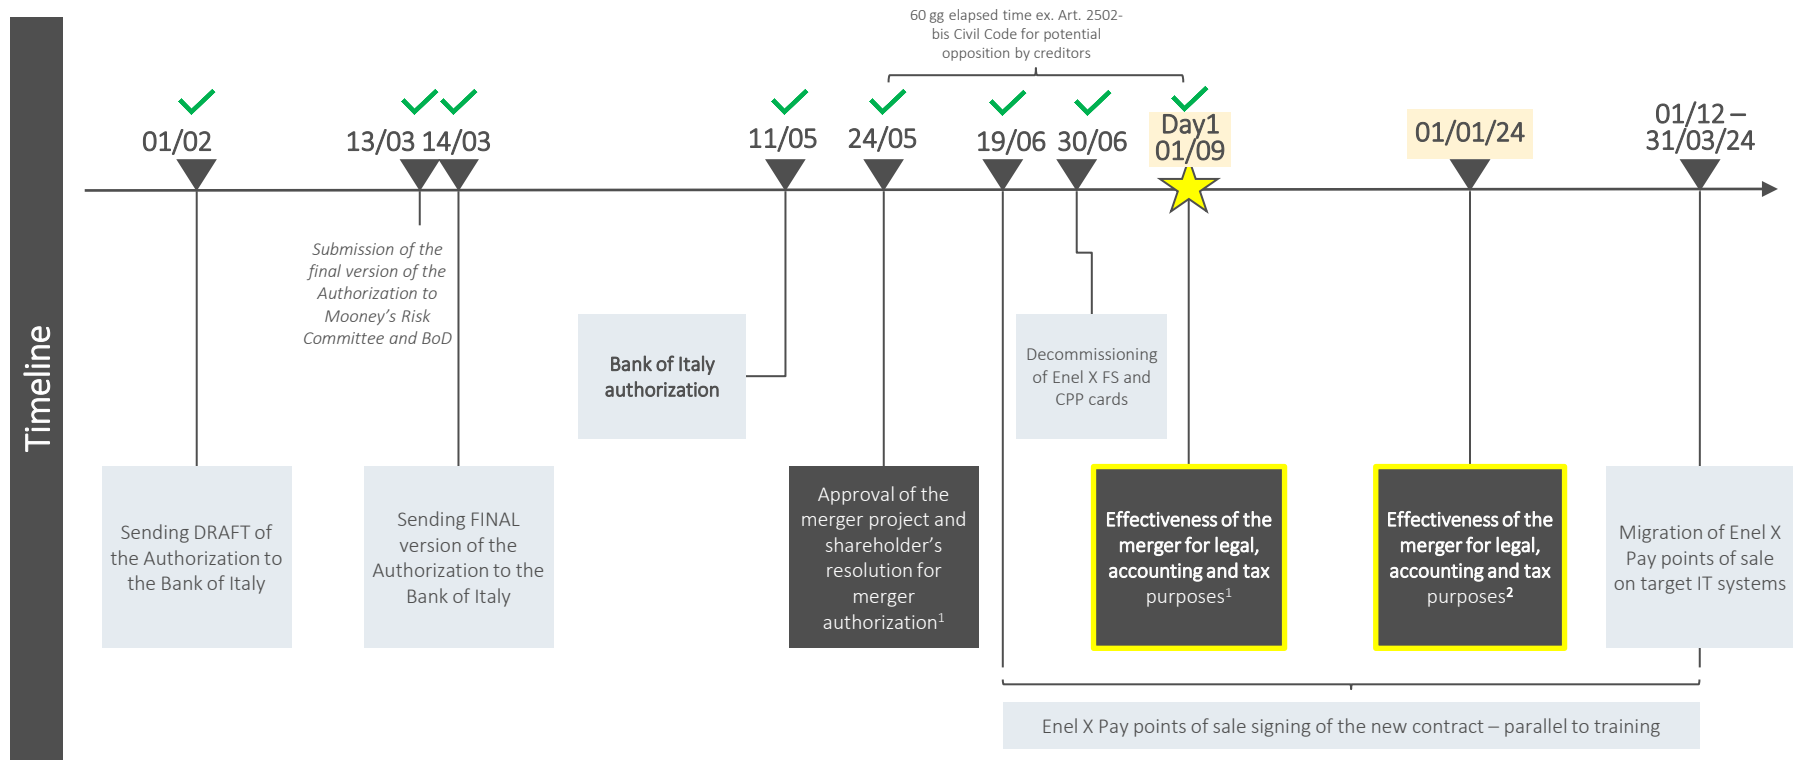 Timeline
60 gg elapsed time ex. Art. 2502-
bis Civil Code for potential
opposition by creditors
01/02
13/03
14/03
11/05
24/05
19/06
30/06
Day1
01/09
01/01/24
01/12 –
31/03/24
Submission of the
final version of the
Authorization to
Mooney's Risk
Committee and BoD
Bank of Italy
authorization
Decommissioning
of Enel X FS and
CPP cards
Sending DRAFT of
the Authorization to
the Bank of Italy
Sending FINAL
version of the
Authorization to the
Bank of Italy
Approval of the
merger project and
shareholder's
resolution for
merger
authorization1
Effectiveness of the
merger for legal,
accounting and tax
purposes1
Effectiveness of the
merger for legal,
accounting and tax
purposes2
Migration of Enel X
Pay points of sale
on target IT systems
Enel X Pay points of sale signing of the new contract – parallel to training